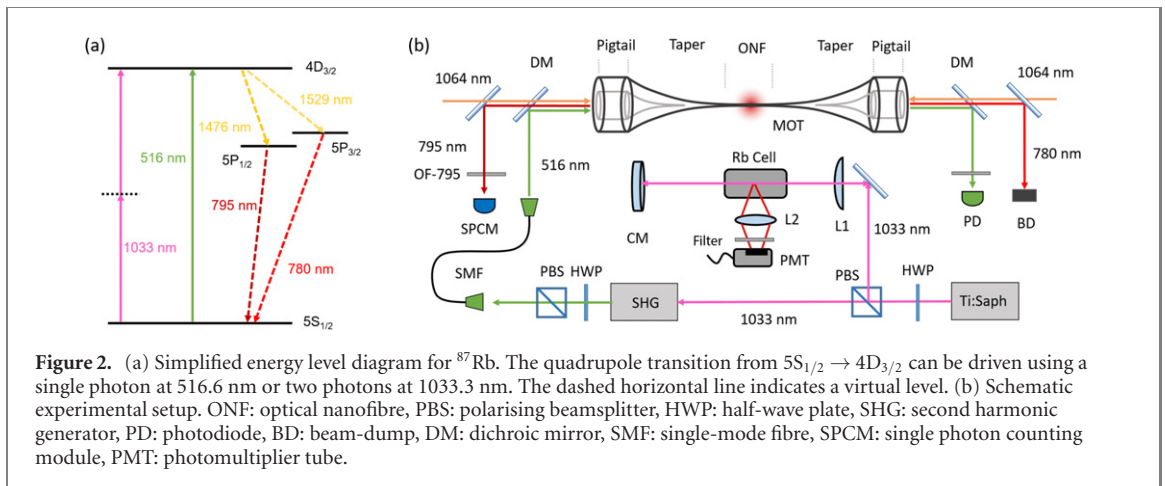 (a)
4D3/2
1529 nm
1476 nm
5P3/2
5P1/2
516 nm
795 nm
1033 nm
780 nm
5S1/2
(b)
Pigtail Taper ONF Taper Pigtail
DM
DM
1064 nm
1064 nm
MOT
795 nm
516 nm
780 nm
OF-795
SPCM
Rb Cell
CM
L2
L1
1033 nm
PD
BD
Filter
PMT
SMF
PBS
HWP
SHG
PBS
HWP
Ti:Saph
1033 nm
Figure 2. (a) Simplified energy level diagram for 87Rb. The quadrupole transition from 5S1/2 → 4D3/2 can be driven using a
single photon at 516.6 nm or two photons at 1033.3 nm. The dashed horizontal line indicates a virtual level. (b) Schematic
experimental setup. ONF: optical nanofibre, PBS: polarising beamsplitter, HWP: half-wave plate, SHG: second harmonic
generator, PD: photodiode, BD: beam-dump, DM: dichroic mirror, SMF: single-mode fibre, SPCM: single photon counting
module, PMT: photomultiplier tube.